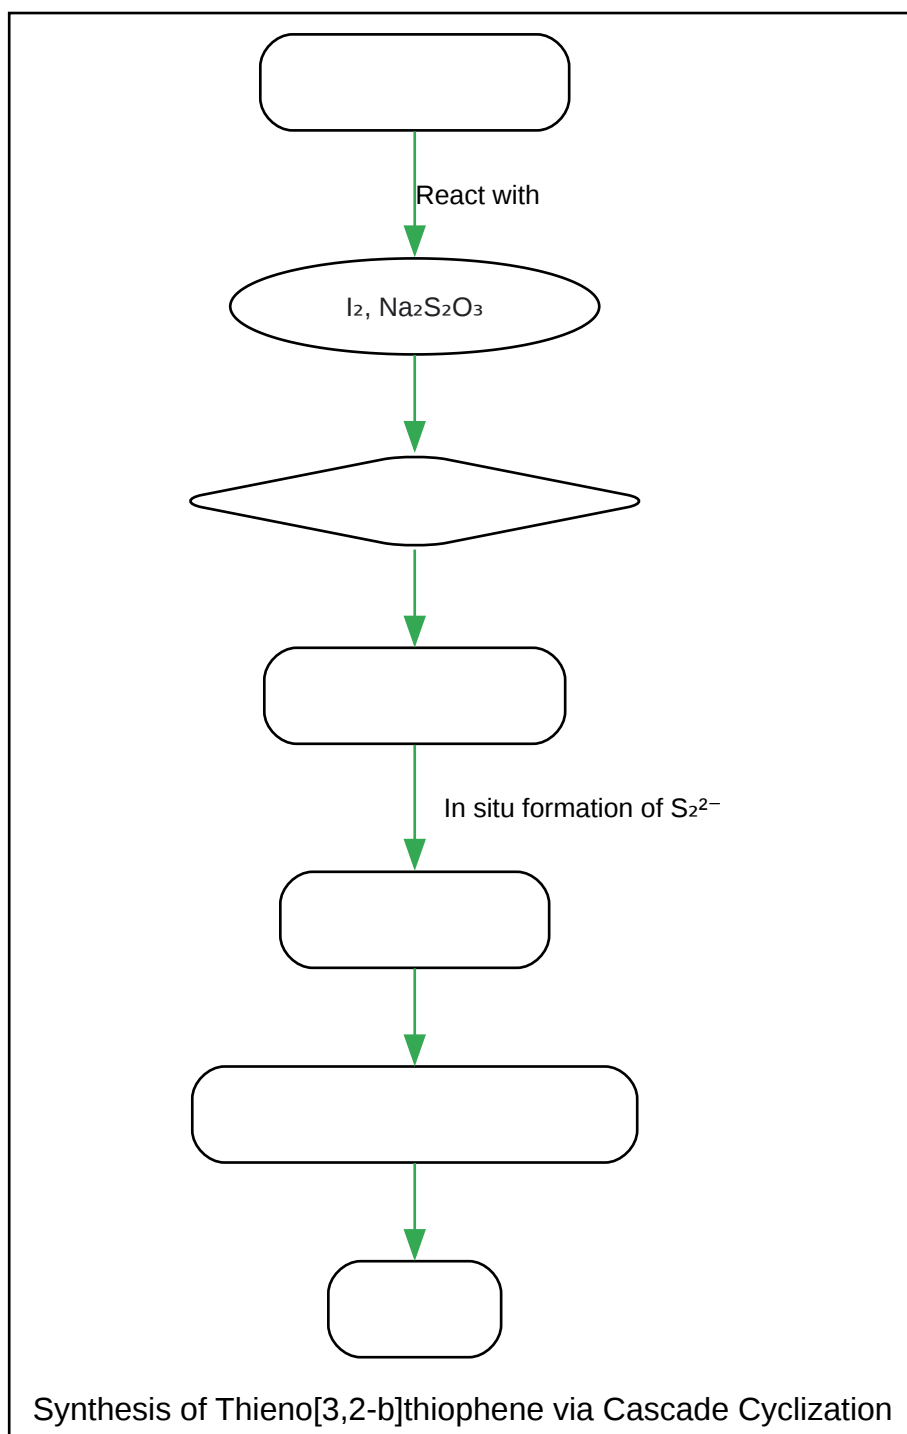 React with
I₂, Na₂S₂O₃
In situ formation of S₂²⁻
Synthesis of Thieno[3,2-b]thiophene via Cascade Cyclization